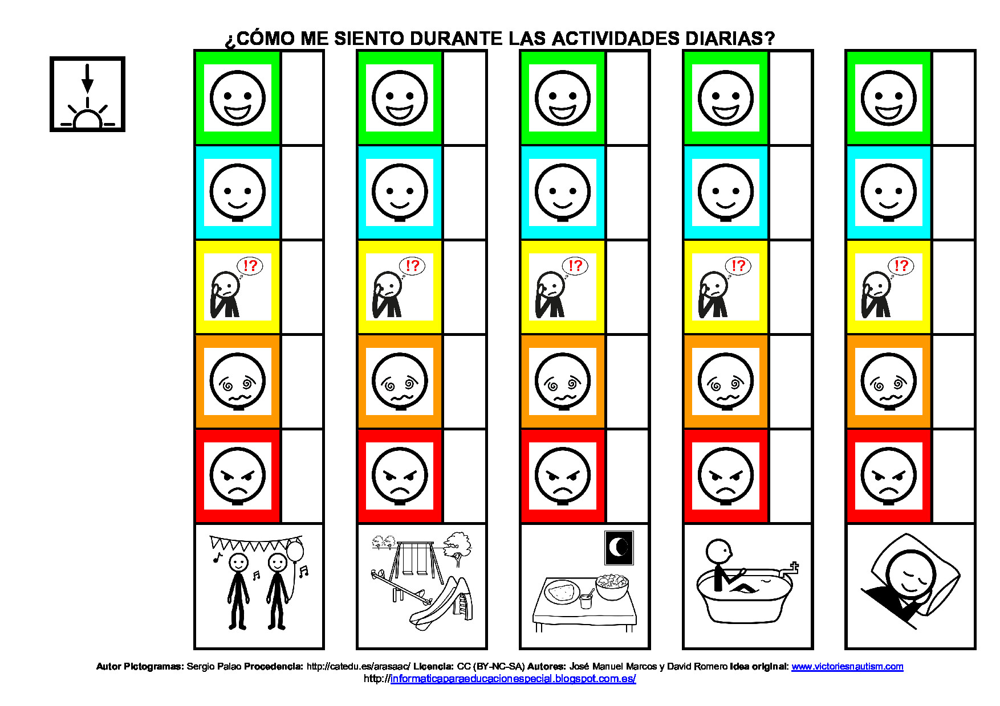 ¿CÓMO ME SIENTO DURANTE LAS ACTIVIDADES DIARIAS?
!? !? !? !? !?
Autor Pictogramas: Sergio Palao Procedencia: http://catedu.es/arasaac/ Licencia: CC (BY-NC-SA) Autores: José Manuel Marcos y David Romero Idea original: www.victoriesnautism.com
http://informaticaparaeducacionespecial.blogspot.com.es/